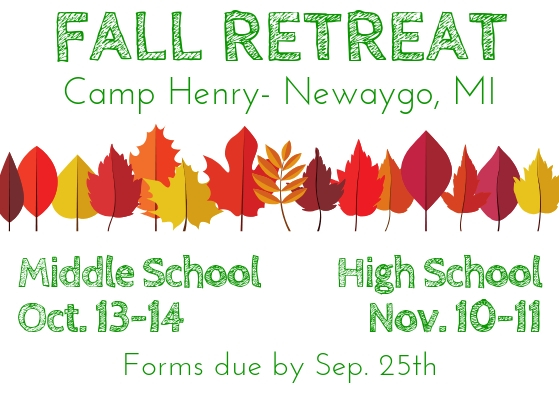 FALL RETREAT
Camp Henry- Newaygo, MI
Middle School
Oct. 13-14
High School
Nov. 10-11
Forms due by Sep. 25th